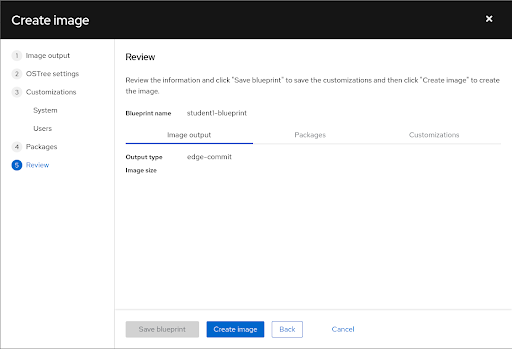 Create image
1 Image output
2 OSTree settings
3 Customizations
System
Users
4 Packages
5 Review
Review
Review the information and click "Save blueprint" to save the customizations and then click "Create image" to create
the image.
Blueprint name student1-blueprint
Image output Packages Customizations
Output type edge-commit
Image size
Save blueprint Create image Back Cancel